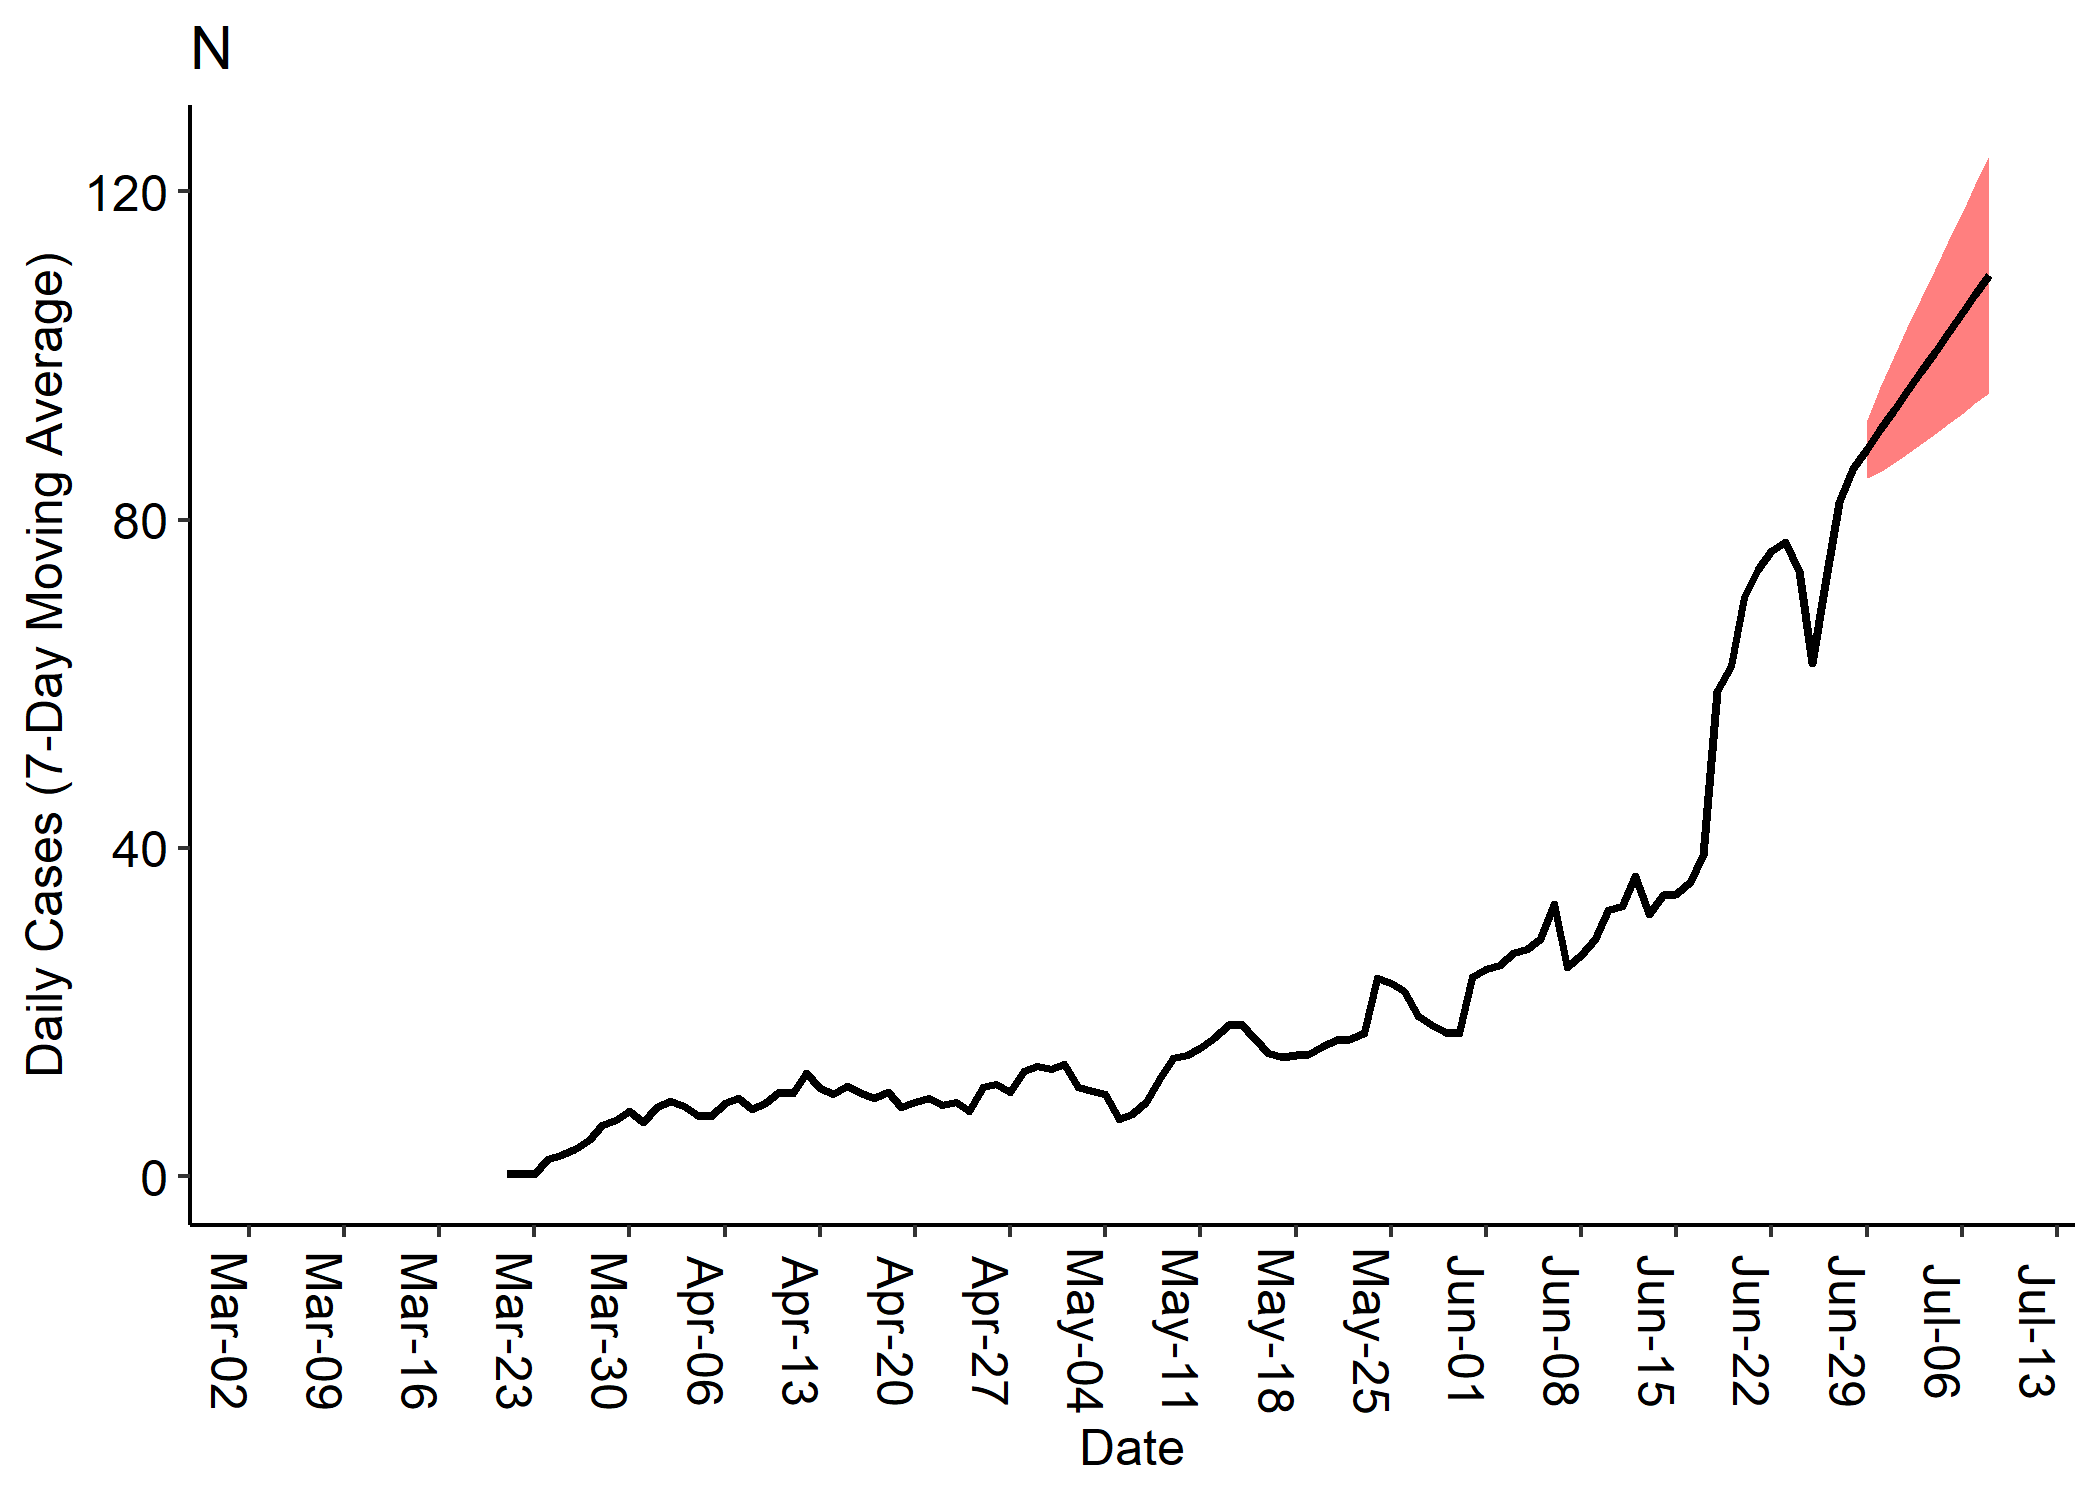 N
Daily Cases (7-Day Moving Average)
120
80
40
0
Mar-02
Mar-09
Mar-16
Mar-23
Mar-30
Apr-06
Apr-13
Apr-20
Apr-27
May-04
May-11
May-18
May-25
Jun-01
Jun-08
Jun-15
Jun-22
Jun-29
Jul-06
Jul-13
Date